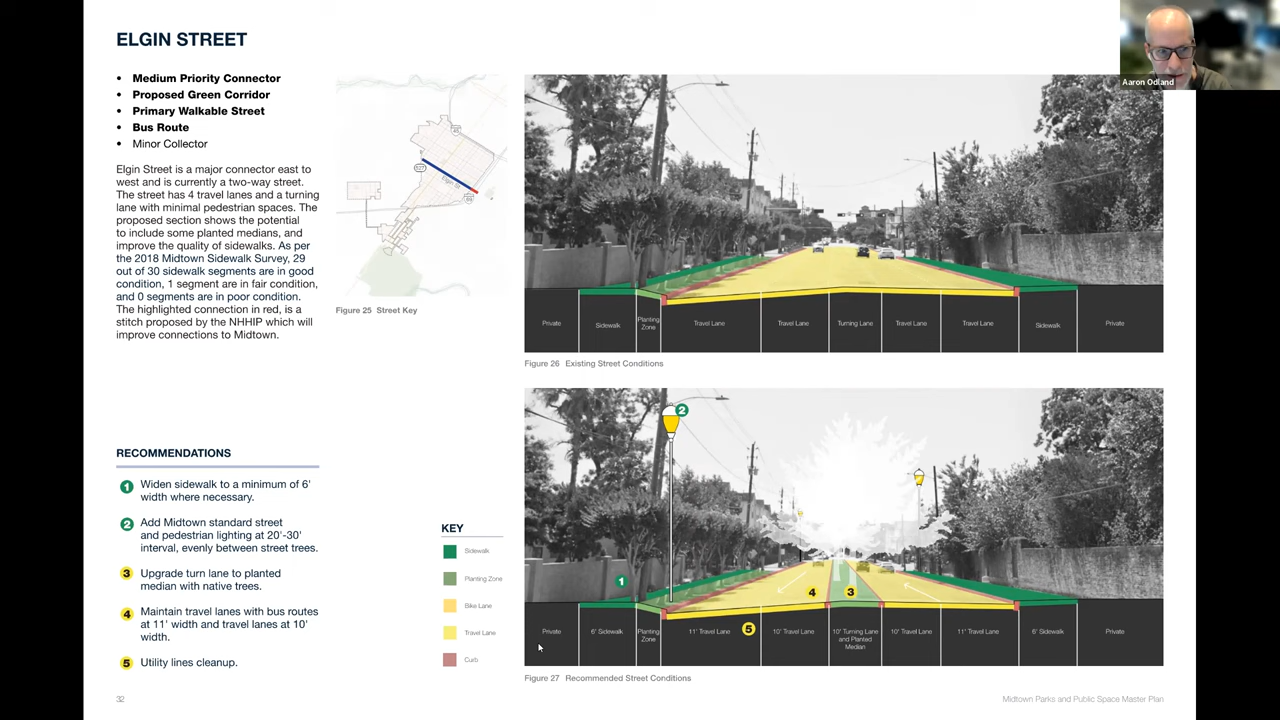 ELGIN STREET
• Medium Priority Connector
• Proposed Green Corridor
• Primary Walkable Street
• Bus Route
• Minor Collector
Elgin Street is a major connector east to
west and is currently a two-way street.
The street has 4 travel lanes and a turning
lane with minimal pedestrian spaces. The
proposed section shows the potential
to include some planted medians, and
improve the quality of sidewalks. As per
the 2018 Midtown Sidewalk Survey, 29
out of 30 sidewalk segments are in good
condition, 1 segment are in fair condition,
and 0 segments are in poor condition.
The highlighted connection in red, is a
stitch proposed by the NHHIP which will
improve connections to Midtown.
Elgin St
Figure 25 Street Key
Private
Sidewalk
Planting
Zone
Travel Lane
Travel Lane
Turning Lane
Travel Lane
Travel Lane
Sidewalk
Private
Figure 26 Existing Street Conditions
RECOMMENDATIONS
1 Widen sidewalk to a minimum of 6'
width where necessary.
2 Add Midtown standard street
and pedestrian lighting at 20'-30'
interval, evenly between street trees.
3 Upgrade turn lane to planted
median with native trees.
4 Maintain travel lanes with bus routes
at 11' width and travel lanes at 10'
width.
5 Utility lines cleanup.
KEY
Sidewalk
Planting Zone
Bike Lane
Travel Lane
Curb
2
1
4
3
5
Private
6' Sidewalk
Planting
Zone
11' Travel Lane
10' Travel Lane
10' Turning Lane
and Planted
Median
10' Travel Lane
11' Travel Lane
6' Sidewalk
Private
Figure 27 Recommended Street Conditions
32
Midtown Parks and Public Space Master Plan
Aaron Odland